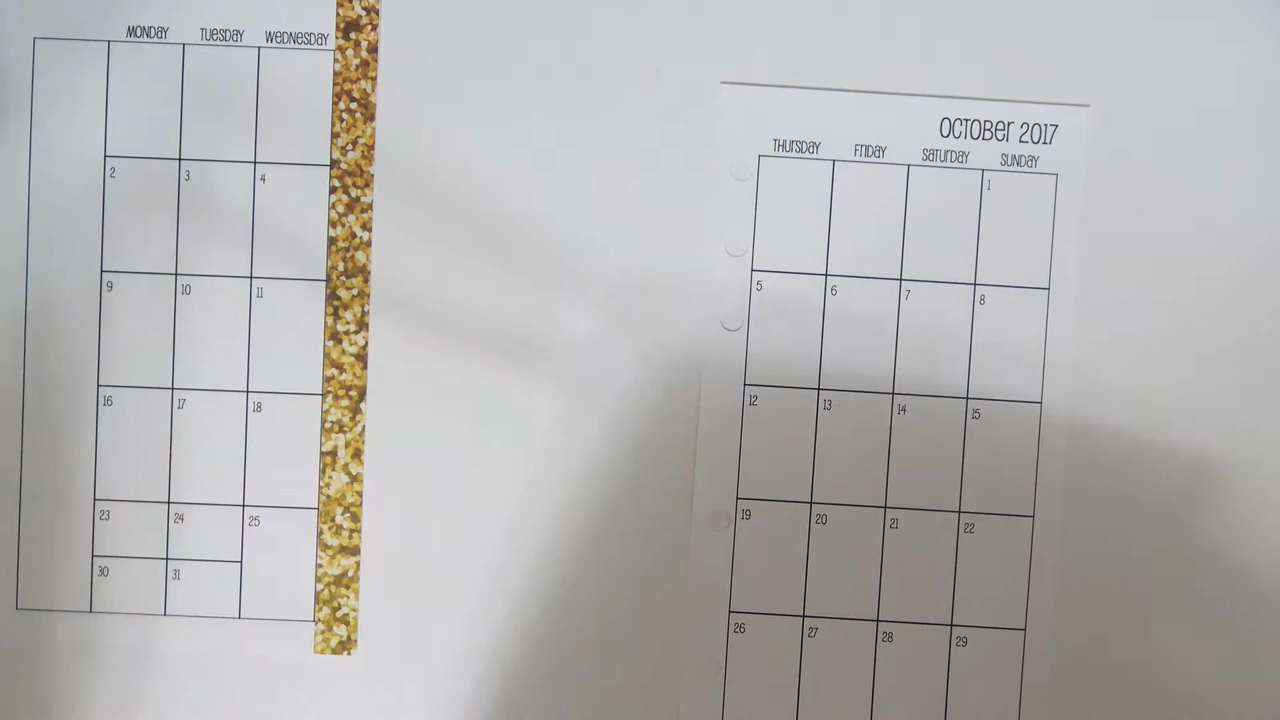 MONDAY TUESDAY WEDNESDAY
2 3 4
9 10 11
16 17 18
23 24 25
30 31
OCTOBER 2017
THURSDAY FRIDAY SATURDAY SUNDAY
1
5 6 7 8
12 13 14 15
19 20 21 22
26 27 28 29